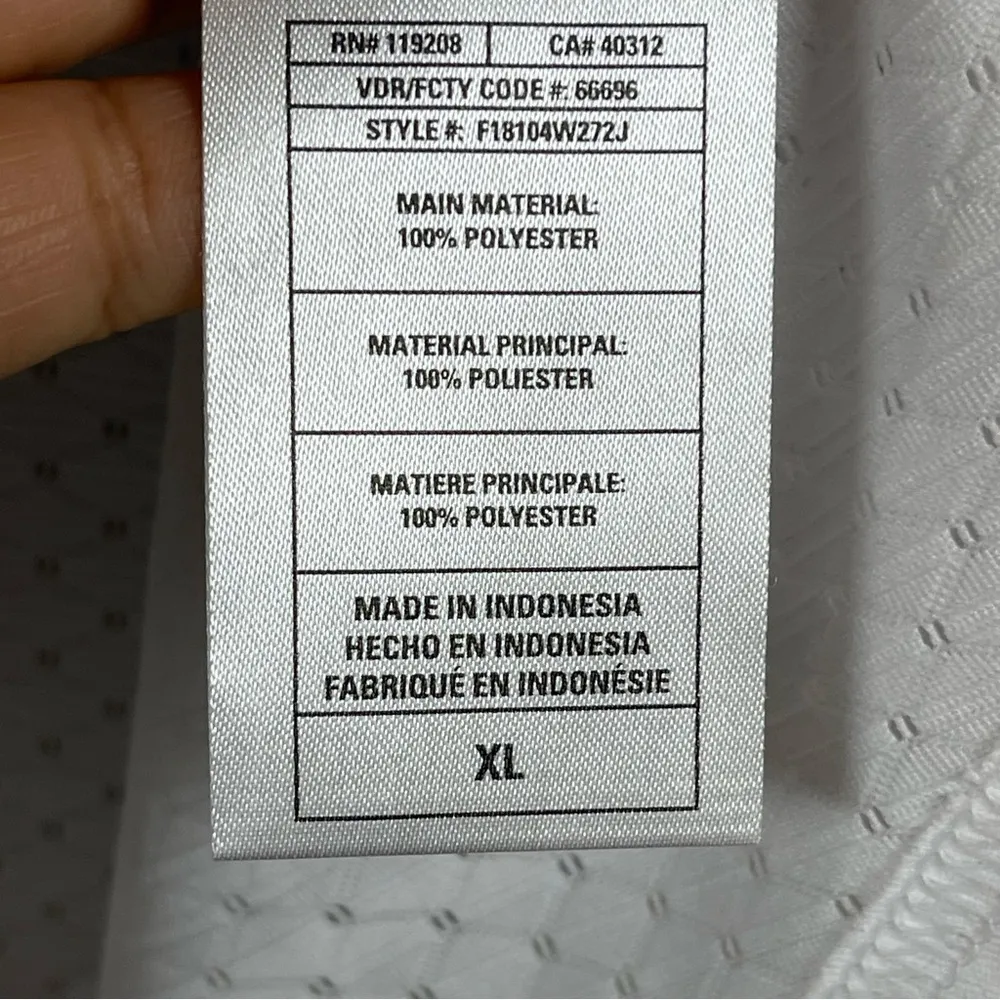 RN# 119208 CA# 40312
VDR/FCTY CODE #: 66696
STYLE #: F18104W272J
MAIN MATERIAL:
100% POLYESTER
MATERIAL PRINCIPAL:
100% POLIESTER
MATIERE PRINCIPALE:
100% POLYESTER
MADE IN INDONESIA
HECHO EN INDONESIA
FABRIQUÉ EN INDONÉSIE
XL